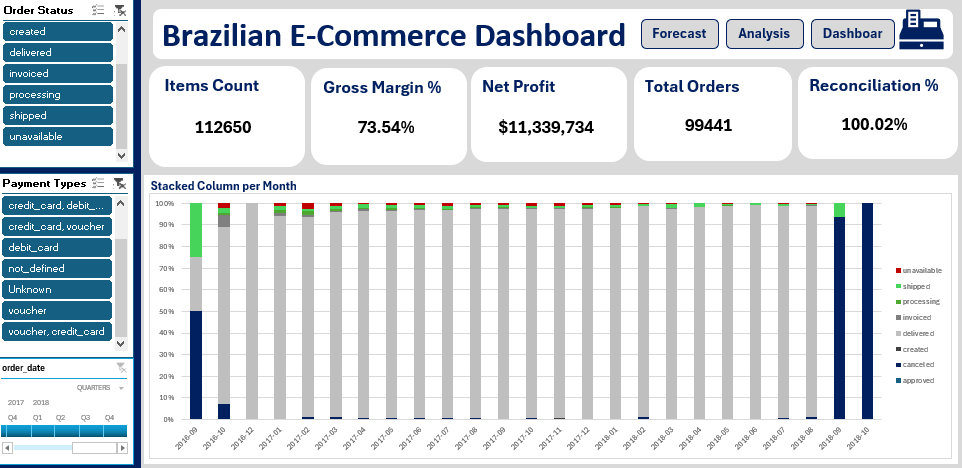 Order Status
created
delivered
invoiced
processing
shipped
unavailable
Payment Types
credit_card, debit_...
credit_card, voucher
debit_card
not_defined
Unknown
voucher
voucher, credit_card
order_date
QUARTERS
2017 2018
Q4 Q1 Q2 Q3 Q4
Brazilian E-Commerce Dashboard
Forecast
Analysis
Dashboar
Items Count
112650
Gross Margin %
73.54%
Net Profit
$11,339,734
Total Orders
99441
Reconciliation %
100.02%
Stacked Column per Month
100%
90%
80%
70%
60%
50%
40%
30%
20%
10%
0%
2016-09
2016-10
2016-12
2017-01
2017-02
2017-03
2017-04
2017-05
2017-06
2017-07
2017-08
2017-09
2017-10
2017-11
2017-12
2018-01
2018-02
2018-03
2018-04
2018-05
2018-06
2018-07
2018-08
2018-09
2018-10
unavailable
shipped
processing
invoiced
delivered
created
canceled
approved